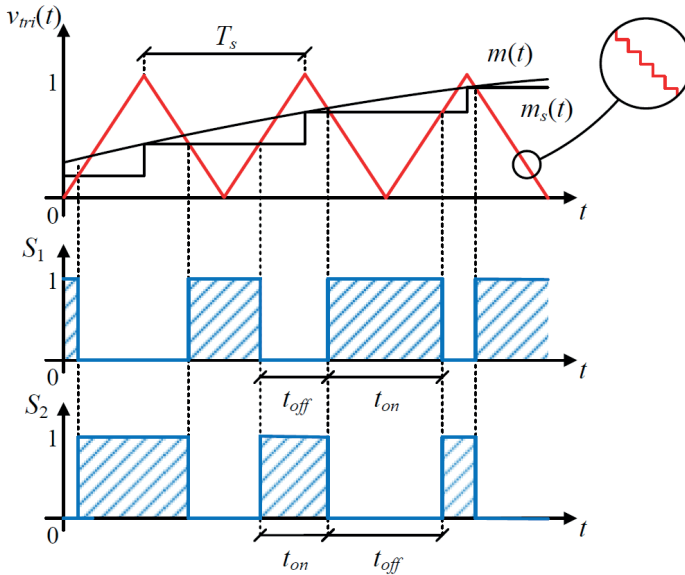 v_tri(t)
T_s
1
m(t)
m_s(t)
0
t
S_1
1
0
t
t_off
t_on
S_2
1
0
t
t_on
t_off